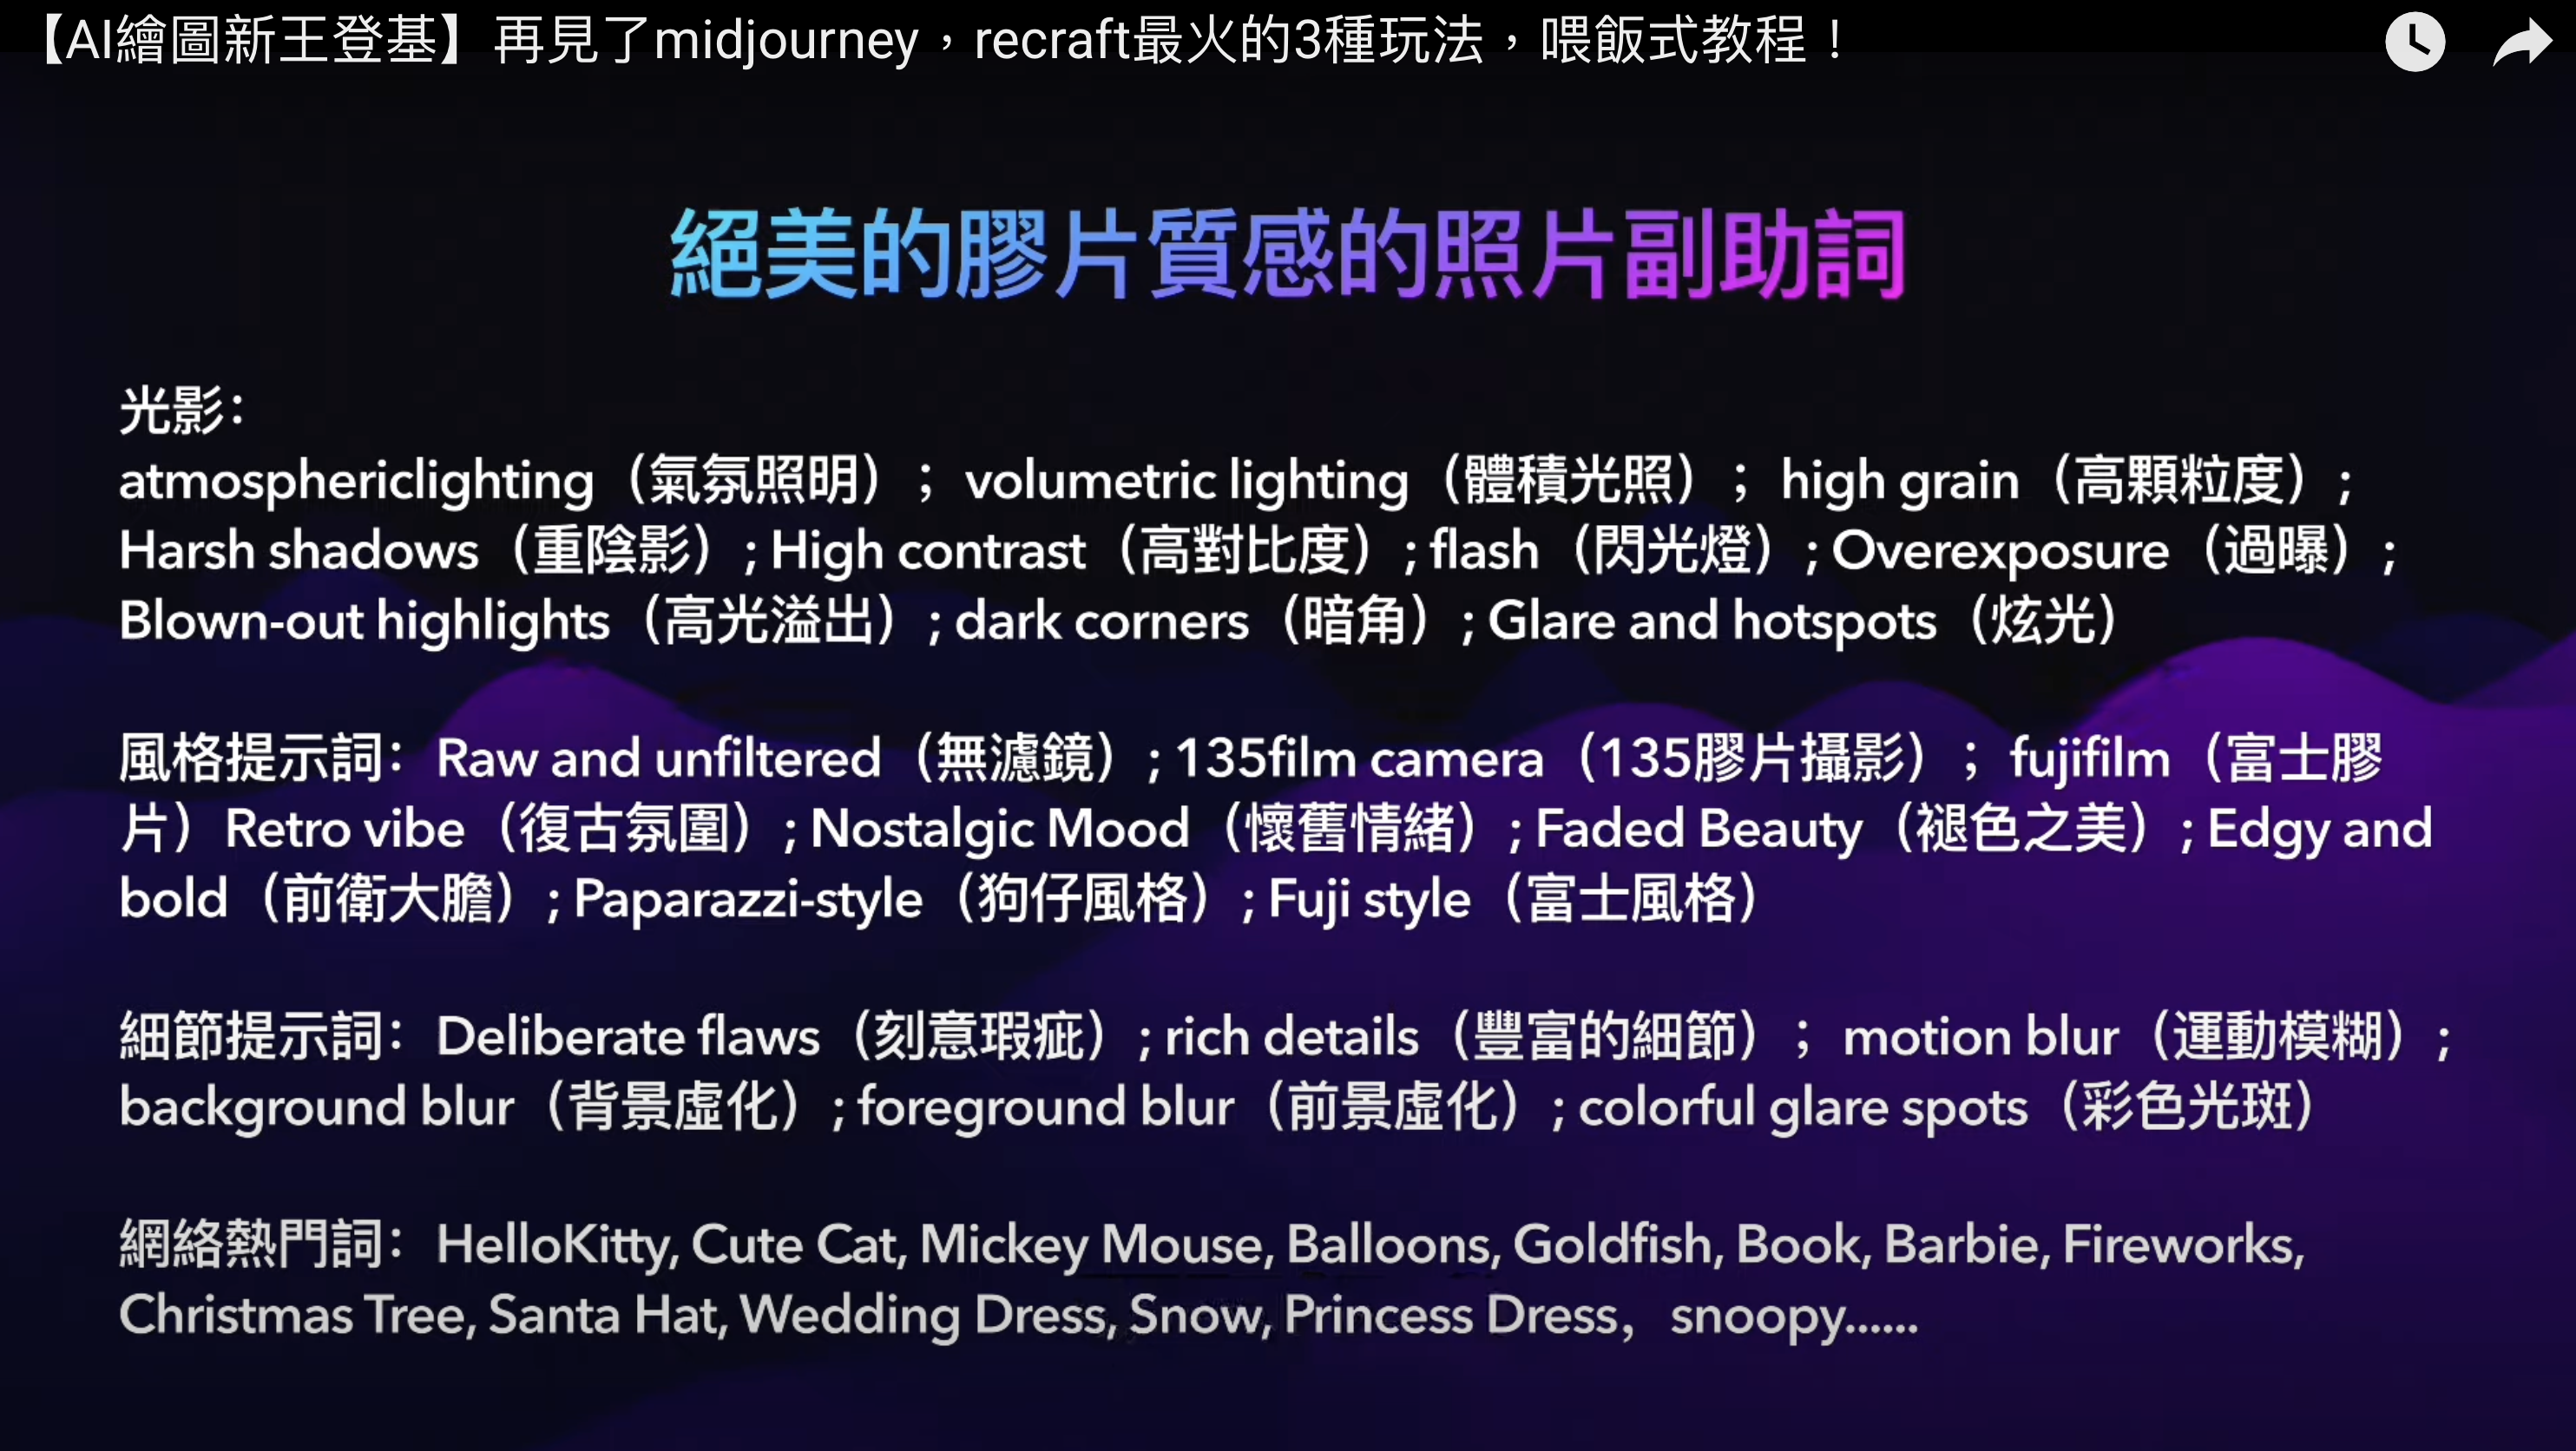 【AI繪圖新王登基】再見了midjourney，recraft最火的3種玩法，喂飯式教程！
絕美的膠片質感的照片副助詞
光影：
atmosphericlighting（氣氛照明）； volumetric lighting（體積光照）； high grain（高顆粒度）;
Harsh shadows（重陰影）; High contrast（高對比度）; flash（閃光燈）; Overexposure（過曝）;
Blown-out highlights（高光溢出）; dark corners（暗角）; Glare and hotspots（炫光）
風格提示詞：Raw and unfiltered（無濾鏡）; 135film camera（135膠片攝影）； fujifilm（富士膠
片）Retro vibe（復古氛圍）; Nostalgic Mood（懷舊情緒）; Faded Beauty（褪色之美）; Edgy and
bold（前衛大膽）; Paparazzi-style（狗仔風格）; Fuji style（富士風格）
細節提示詞：Deliberate flaws（刻意瑕疵）; rich details（豐富的細節）； motion blur（運動模糊）;
background blur（背景虛化）; foreground blur（前景虛化）; colorful glare spots（彩色光斑）
網絡熱門詞：HelloKitty, Cute Cat, Mickey Mouse, Balloons, Goldfish, Book, Barbie, Fireworks,
Christmas Tree, Santa Hat, Wedding Dress, Snow, Princess Dress，snoopy......